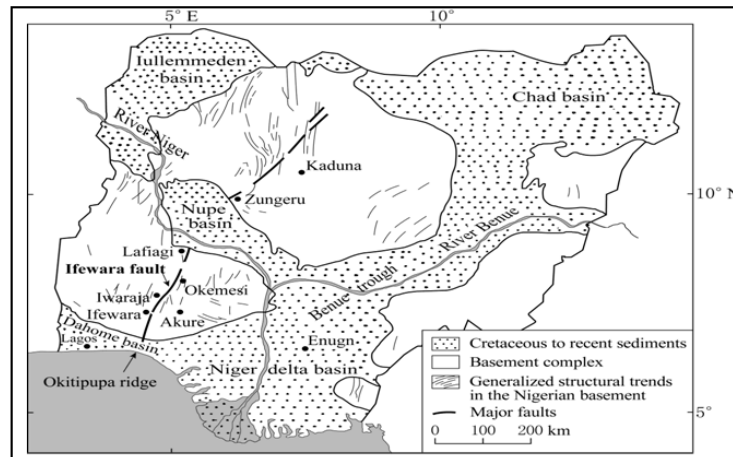 5° E
10°
Iullemmeden
basin
Chad basin
River Niger
Kaduna
Zungeru
10° N
Nupe
basin
Lafiagi
River Benue
Ifewara fault
Okemesi
Benue trough
Iwaraja
Ifewara
Akure
Dahome basin
Lagos
Enugn
Okitipupa ridge
Niger delta basin
Cretaceous to recent sediments
Basement complex
Generalized structural trends
in the Nigerian basement
Major faults
0 100 200 km
5°